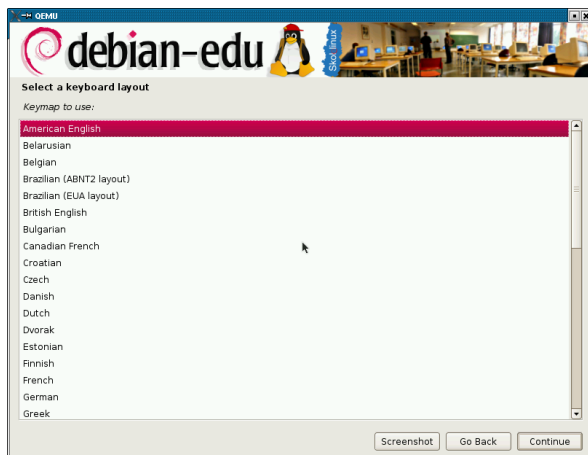 QEMU
debian-edu
Skolelinux
Select a keyboard layout
Keymap to use:
American English
Belarusian
Belgian
Brazilian (ABNT2 layout)
Brazilian (EUA layout)
British English
Bulgarian
Canadian French
Croatian
Czech
Danish
Dutch
Dvorak
Estonian
Finnish
French
German
Greek
Screenshot
Go Back
Continue